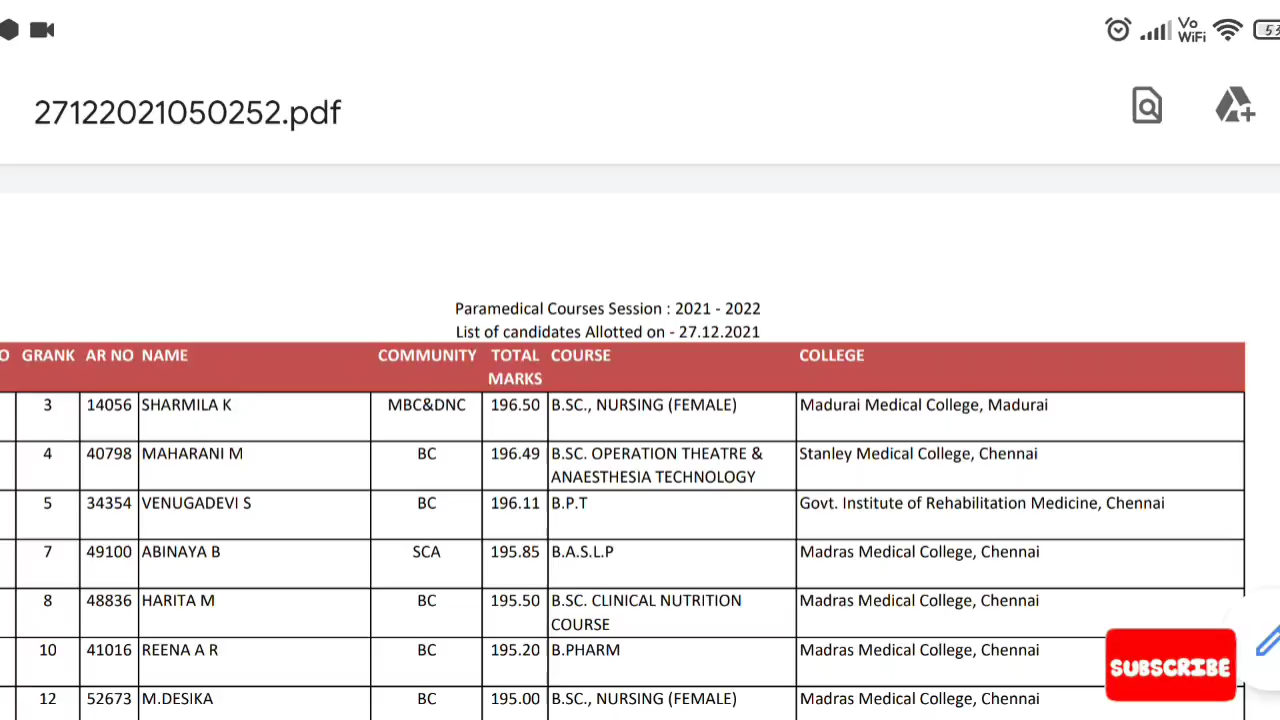 Vo
WiFi
53
27122021050252.pdf
Paramedical Courses Session : 2021 - 2022
List of candidates Allotted on - 27.12.2021
O GRANK AR NO NAME COMMUNITY TOTAL MARKS COURSE COLLEGE
3 14056 SHARMILA K MBC&DNC 196.50 B.SC., NURSING (FEMALE) Madurai Medical College, Madurai
4 40798 MAHARANI M BC 196.49 B.SC. OPERATION THEATRE & ANAESTHESIA TECHNOLOGY Stanley Medical College, Chennai
5 34354 VENUGADEVI S BC 196.11 B.P.T Govt. Institute of Rehabilitation Medicine, Chennai
7 49100 ABINAYA B SCA 195.85 B.A.S.L.P Madras Medical College, Chennai
8 48836 HARITA M BC 195.50 B.SC. CLINICAL NUTRITION COURSE Madras Medical College, Chennai
10 41016 REENA A R BC 195.20 B.PHARM Madras Medical College, Chennai
12 52673 M.DESIKA BC 195.00 B.SC., NURSING (FEMALE) Madras Medical College, Chennai
SUBSCRIBE